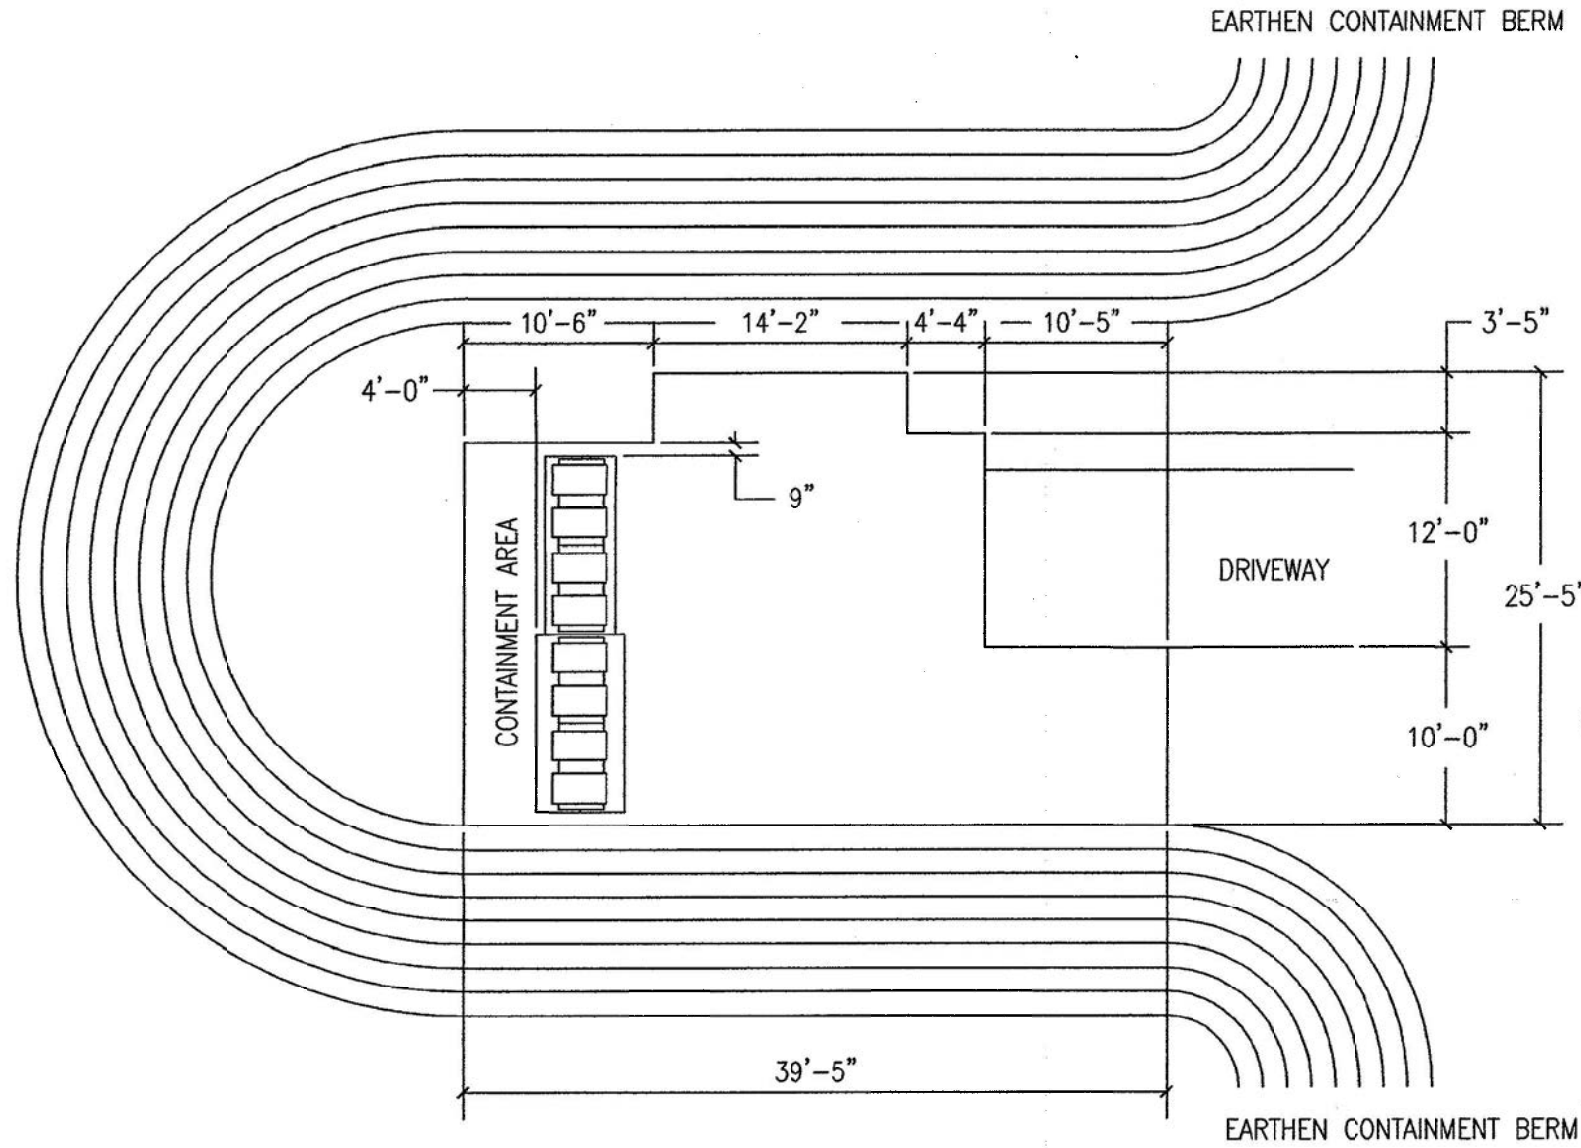 EARTHEN CONTAINMENT BERM
10'-6" 14'-2" 4'-4" 10'-5" 3'-5"
4'-0"
9"
CONTAINMENT AREA
12'-0"
DRIVEWAY
25'-5'
10'-0"
39'-5"
EARTHEN CONTAINMENT BERM